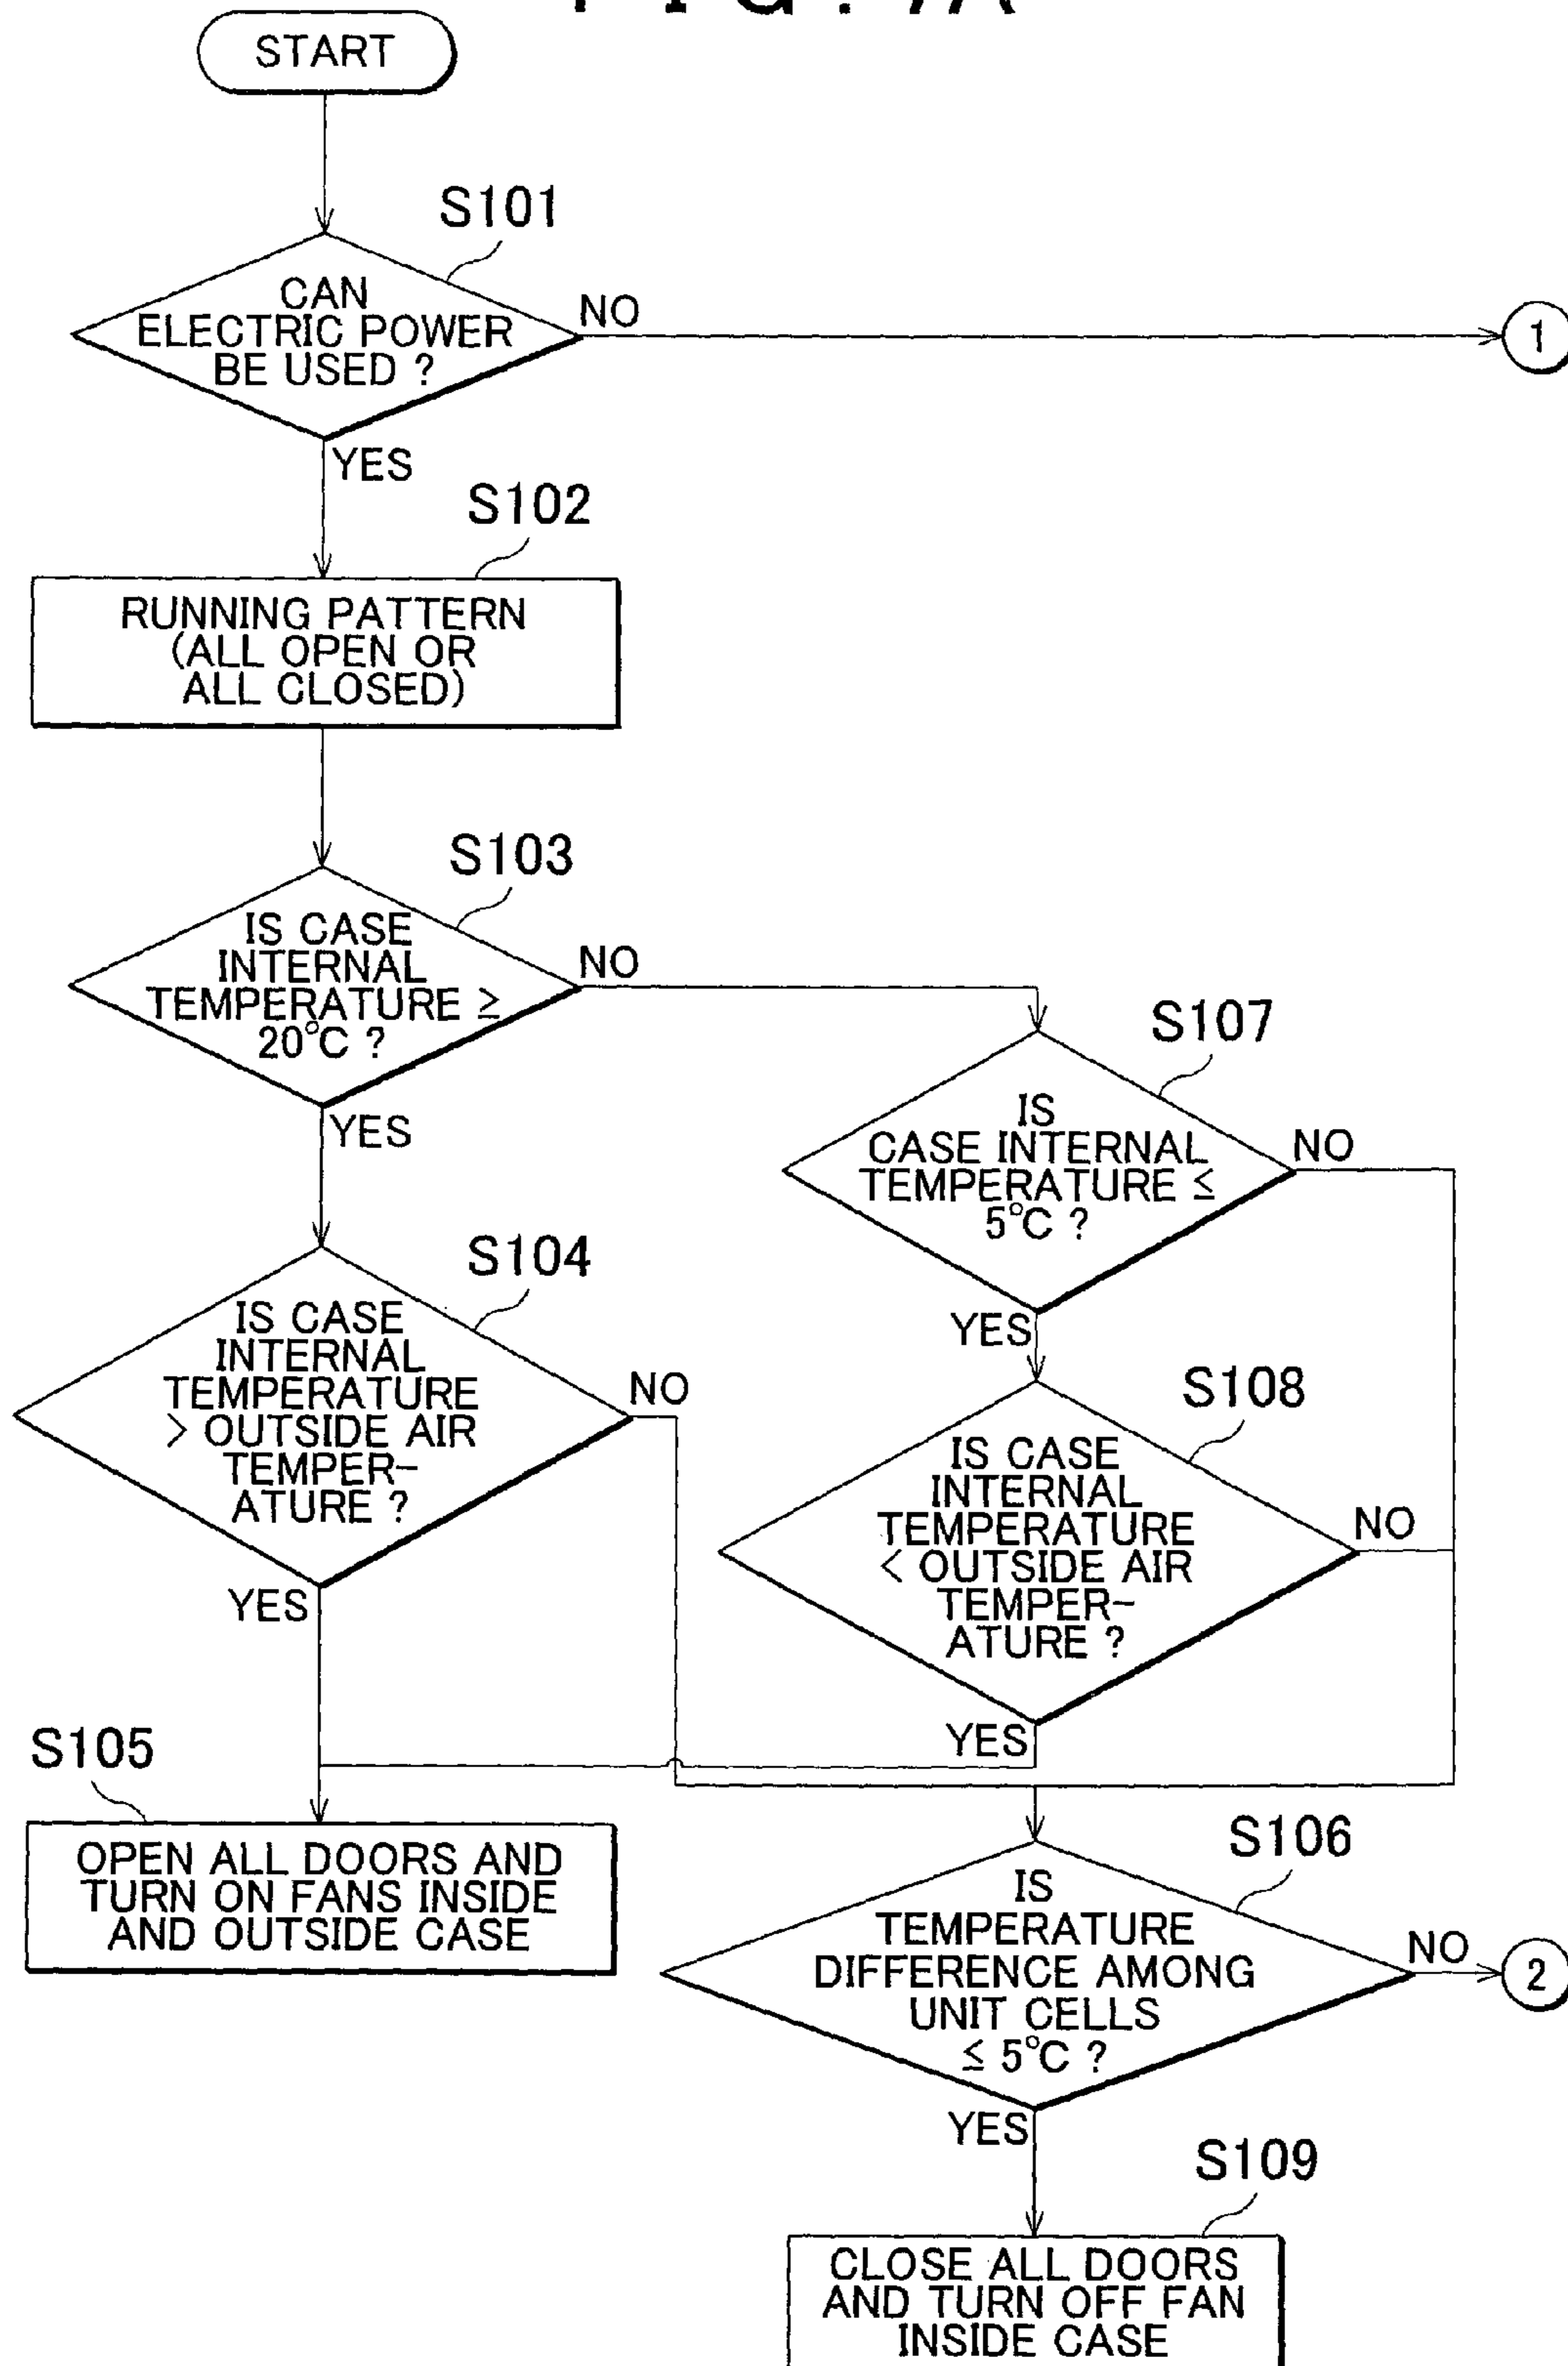 START
S101
CAN
ELECTRIC POWER
BE USED ?
NO
1
YES
S102
RUNNING PATTERN
(ALL OPEN OR
ALL CLOSED)
S103
IS CASE
INTERNAL
TEMPERATURE ≥
20°C ?
NO
YES
S107
IS
CASE INTERNAL
TEMPERATURE ≤
5°C ?
NO
YES
S104
IS CASE
INTERNAL
TEMPERATURE
> OUTSIDE AIR
TEMPER-
ATURE ?
NO
YES
S108
IS CASE
INTERNAL
TEMPERATURE
< OUTSIDE AIR
TEMPER-
ATURE ?
NO
YES
S105
OPEN ALL DOORS AND
TURN ON FANS INSIDE
AND OUTSIDE CASE
S106
IS
TEMPERATURE
DIFFERENCE AMONG
UNIT CELLS
≤ 5°C ?
NO
2
YES
S109
CLOSE ALL DOORS
AND TURN OFF FAN
INSIDE CASE